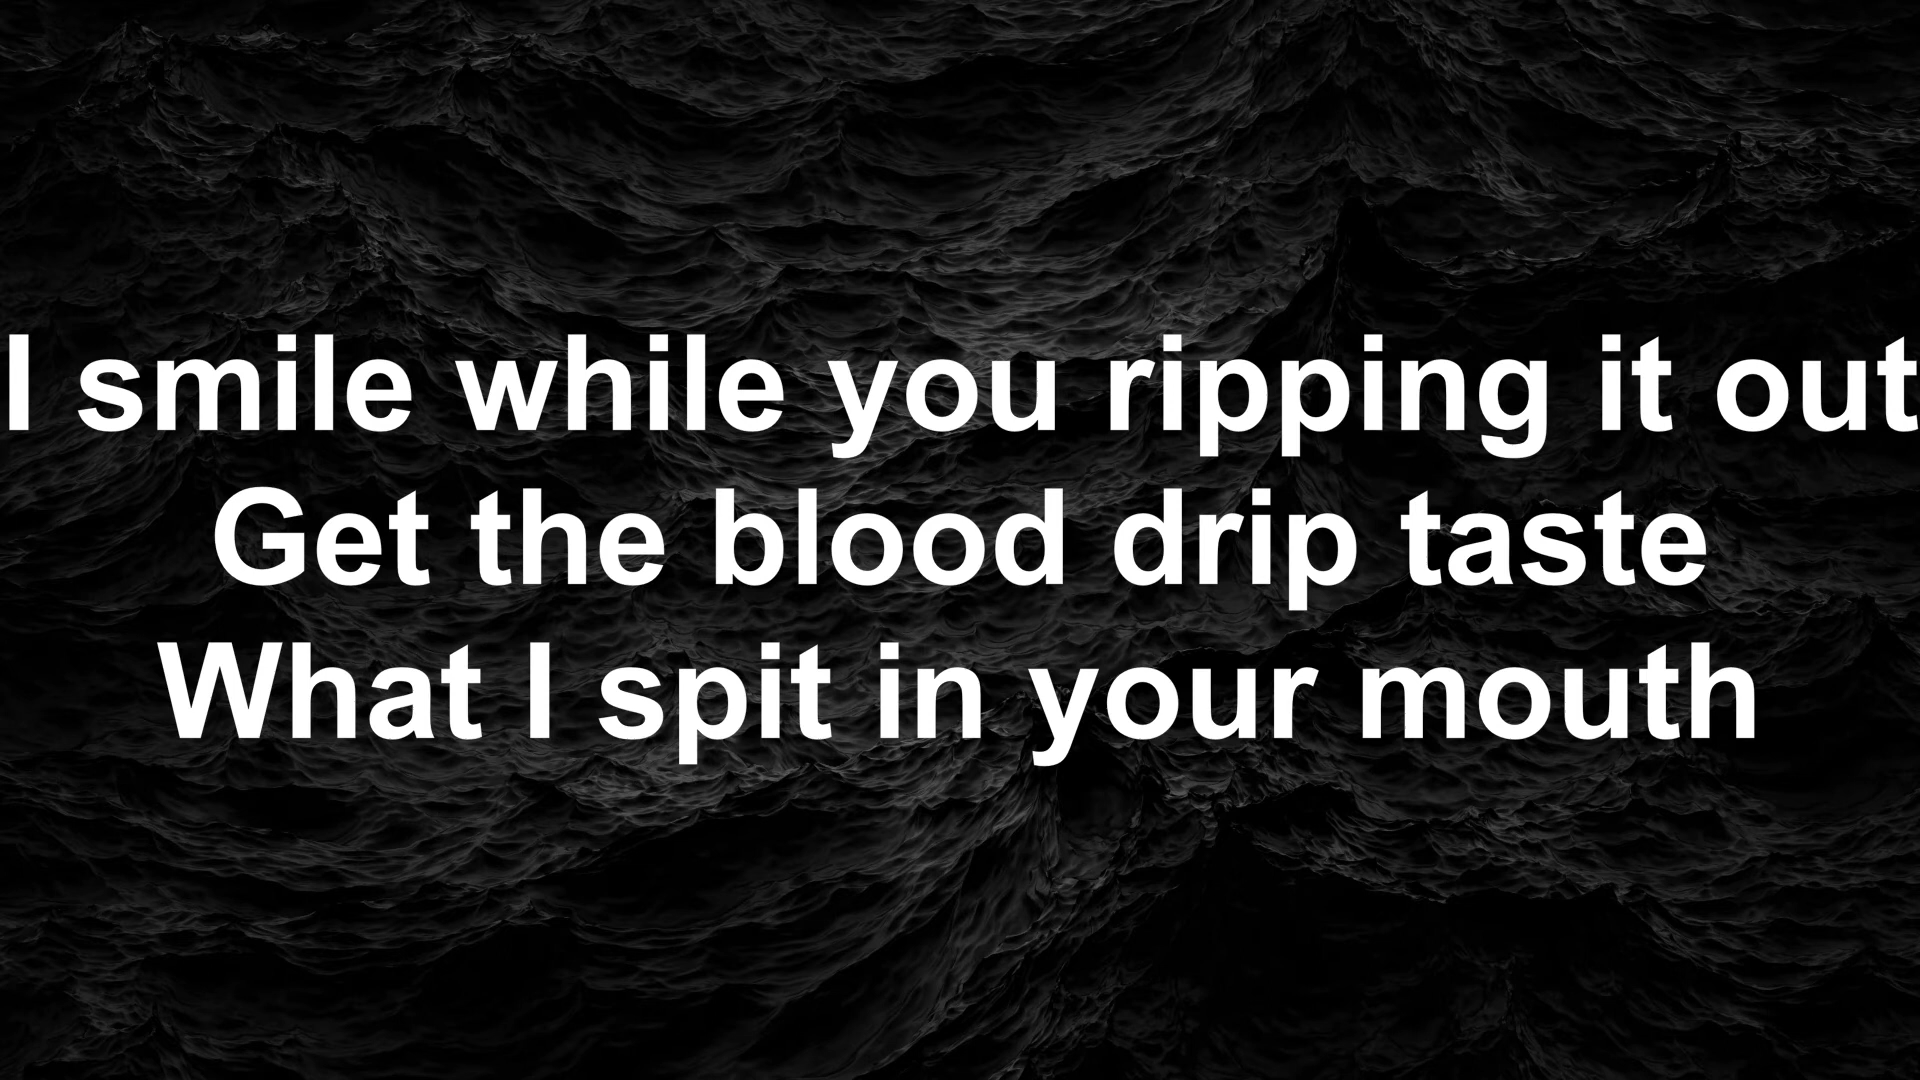 I smile while you ripping it out
Get the blood drip taste
What I spit in your mouth